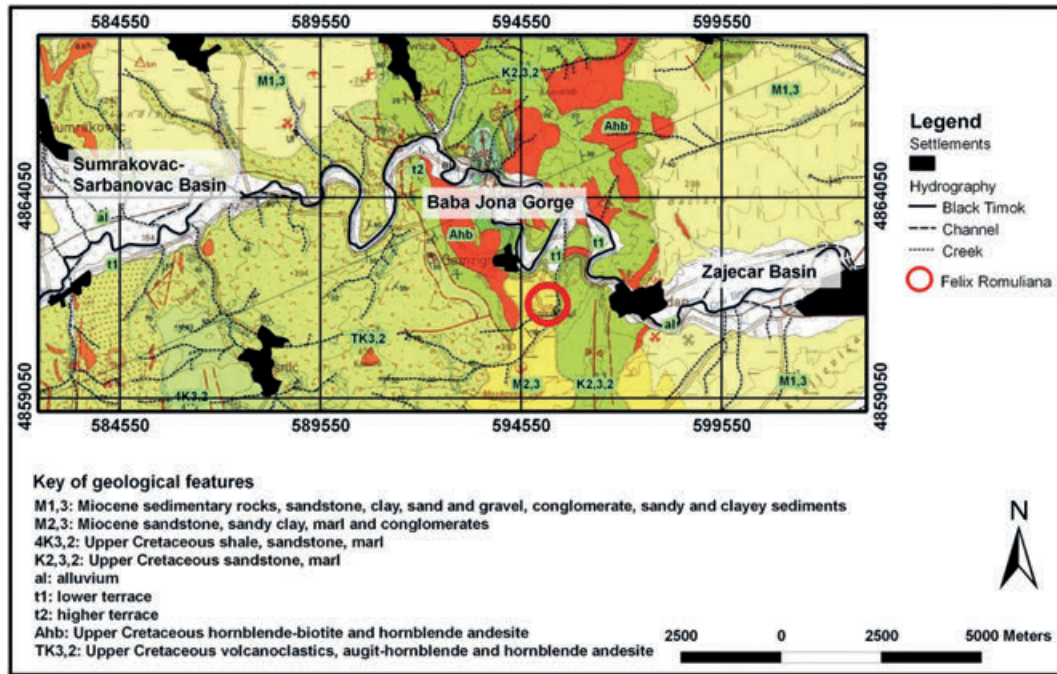 584550 589550 594550 599550
K2,3,2
M1,3
M1,3
Ahb
Sumrakovac
Sumrakovac-
Sarbanovac Basin
t2
4864050
4864050
Baba Jona Gorge
al
Ahb
t1
t1
Zajecar Basin
al
TK3,2
M2,3
K2,3,2
M1,3
4K3,2
4859050
4859050
584550 589550 594550 599550
Legend
Settlements
Hydrography
Black Timok
Channel
Creek
Felix Romuliana
Key of geological features
M1,3: Miocene sedimentary rocks, sandstone, clay, sand and gravel, conglomerate, sandy and clayey sediments
M2,3: Miocene sandstone, sandy clay, marl and conglomerates
4K3,2: Upper Cretaceous shale, sandstone, marl
K2,3,2: Upper Cretaceous sandstone, marl
al: alluvium
t1: lower terrace
t2: higher terrace
Ahb: Upper Cretaceous hornblende-biotite and hornblende andesite
TK3,2: Upper Cretaceous volcanoclastics, augit-hornblende and hornblende andesite
N
2500 0 2500 5000 Meters